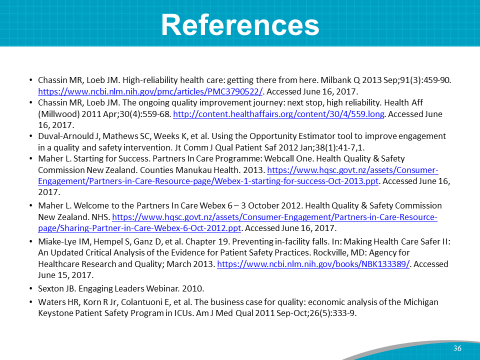 References
• Chassin MR, Loeb JM. High-reliability health care: getting there from here. Milbank Q 2013 Sep;91(3):459-90.
https://www.ncbi.nlm.nih.gov/pmc/articles/PMC3790522/. Accessed June 16, 2017.
• Chassin MR, Loeb JM. The ongoing quality improvement journey: next stop, high reliability. Health Aff
(Millwood) 2011 Apr;30(4):559-68. http://content.healthaffairs.org/content/30/4/559.long. Accessed June
16, 2017.
• Duval-Arnould J, Mathews SC, Weeks K, et al. Using the Opportunity Estimator tool to improve engagement
in a quality and safety intervention. Jt Comm J Qual Patient Saf 2012 Jan;38(1):41-7,1.
• Maher L. Starting for Success. Partners In Care Programme: Webcall One. Health Quality & Safety
Commission New Zealand. Counties Manukau Health. 2013. https://www.hqsc.govt.nz/assets/Consumer-
Engagement/Partners-in-Care-Resource-page/Webex-1-starting-for-success-Oct-2013.ppt. Accessed June 16,
2017.
• Maher L. Welcome to the Partners In Care Webex 6 – 3 October 2012. Health Quality & Safety Commission
New Zealand. NHS. https://www.hqsc.govt.nz/assets/Consumer-Engagement/Partners-in-Care-Resource-
page/Sharing-Partner-in-Care-Webex-6-Oct-2012.ppt. Accessed June 16, 2017.
• Miake-Lye IM, Hempel S, Ganz D, et al. Chapter 19. Preventing in-facility falls. In: Making Health Care Safer II:
An Updated Critical Analysis of the Evidence for Patient Safety Practices. Rockville, MD: Agency for
Healthcare Research and Quality; March 2013. https://www.ncbi.nlm.nih.gov/books/NBK133389/. Accessed
June 15, 2017.
• Sexton JB. Engaging Leaders Webinar. 2010.
• Waters HR, Korn R Jr, Colantuoni E, et al. The business case for quality: economic analysis of the Michigan
Keystone Patient Safety Program in ICUs. Am J Med Qual 2011 Sep-Oct;26(5):333-9.
36